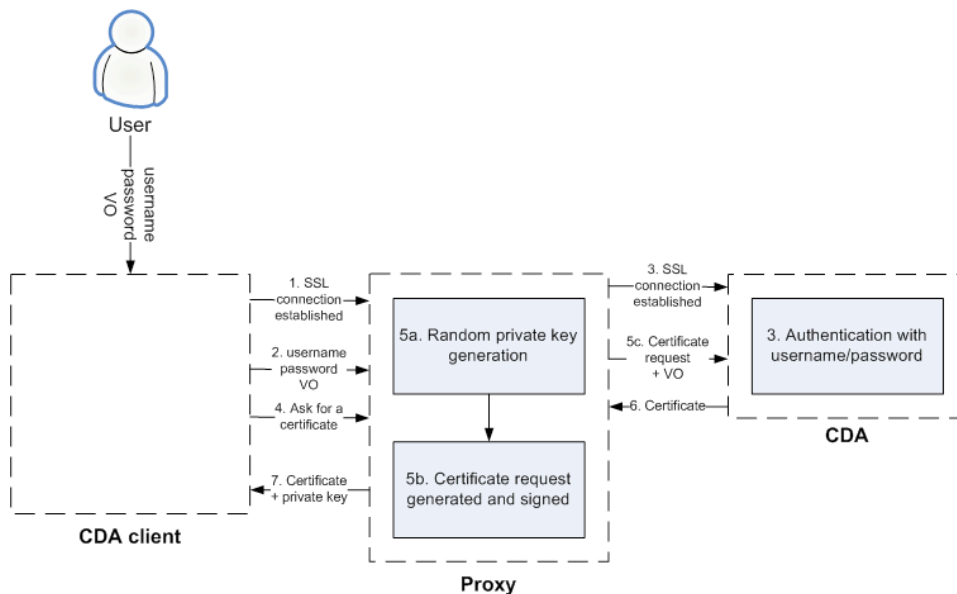 User
username
password
VO
1. SSL
connection
established
2. username
password
VO
4. Ask for a
certificate
7. Certificate
+ private key
CDA client
5a. Random private key
generation
5b. Certificate request
generated and signed
Proxy
3. SSL
connection
established
5c. Certificate
request
+ VO
6. Certificate
3. Authentication with
username/password
CDA